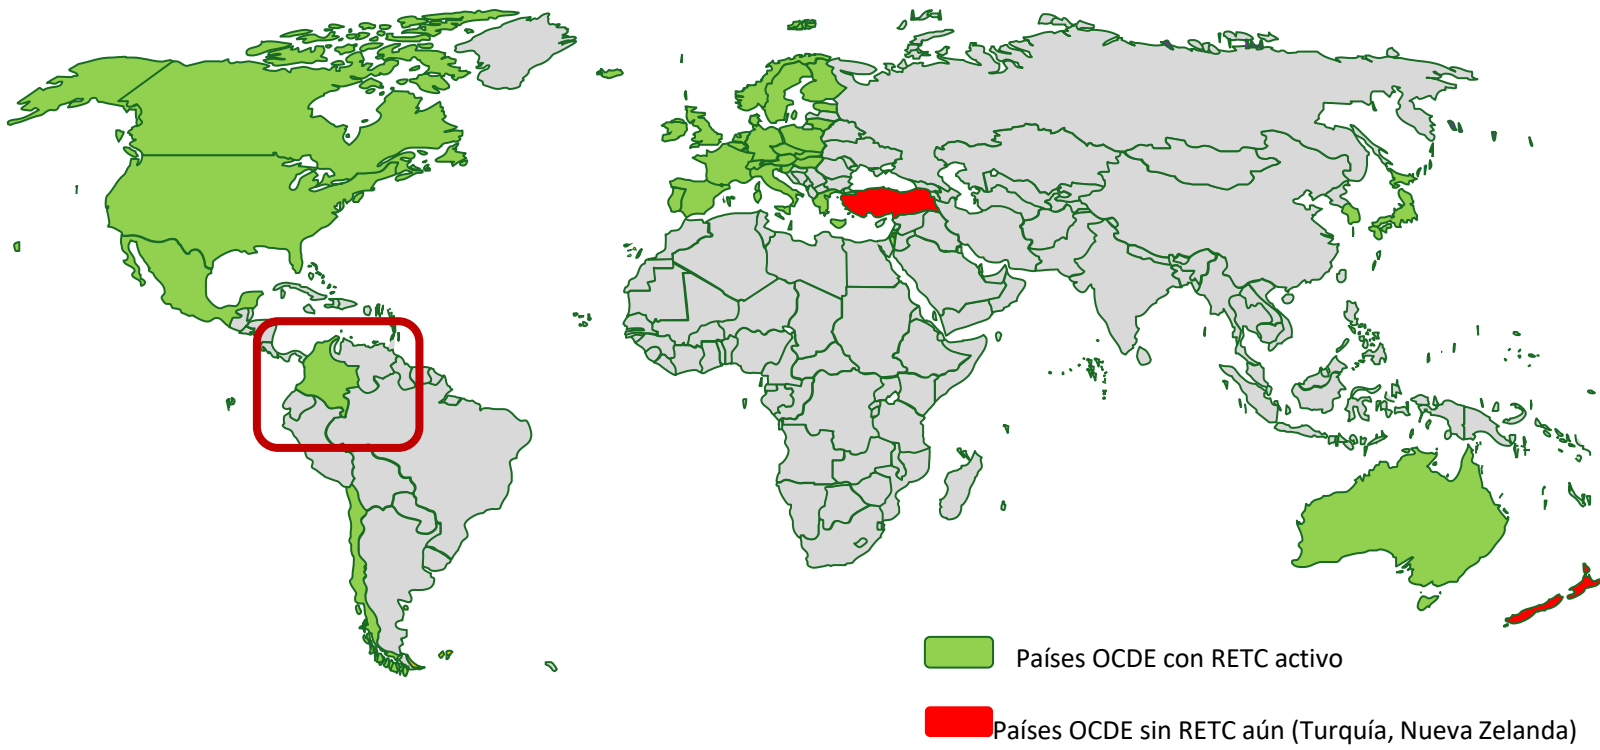 Países OCDE con RETC activo
Países OCDE sin RETC aún (Turquía, Nueva Zelanda)